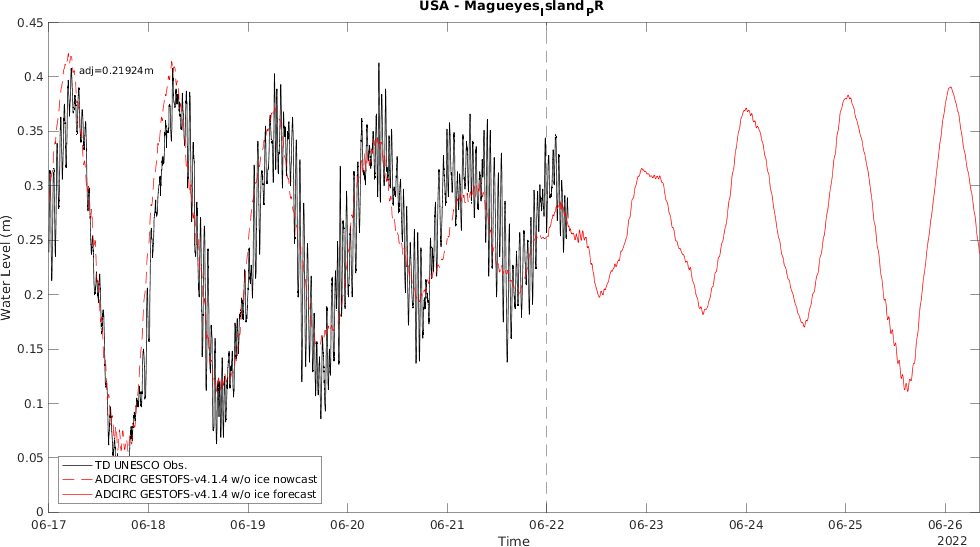 USA - Magueyes_Island_PR
0.45
0.4
0.35
0.3
0.25
0.2
0.15
0.1
0.05
0
Water Level (m)
adj=0.21924m
TD UNESCO Obs.
ADCIRC GESTOFS-v4.1.4 w/o ice nowcast
ADCIRC GESTOFS-v4.1.4 w/o ice forecast
06-17 06-18 06-19 06-20 06-21 06-22 06-23 06-24 06-25 06-26
Time
2022